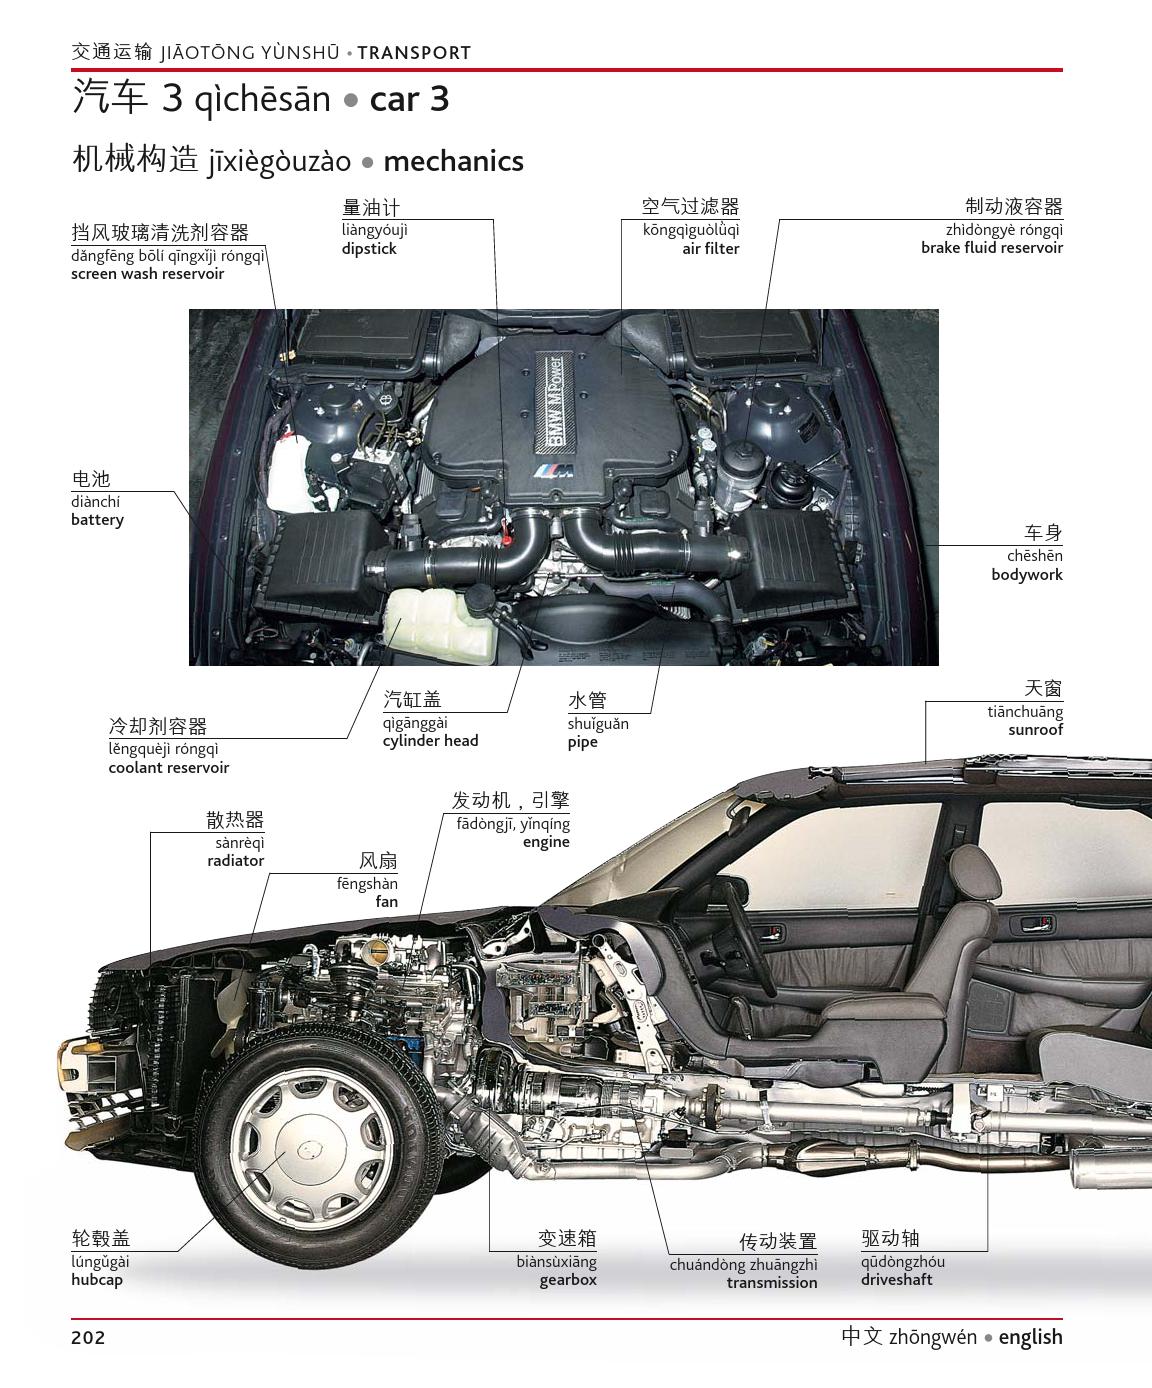 交通运输 JIĀOTŌNG YÙNSHŪ • TRANSPORT
汽车 3 qìchēsān • car 3
机械构造 jīxiègòuzào • mechanics
挡风玻璃清洗剂容器
dǎngfēng bōlí qīngxǐjì róngqì
screen wash reservoir
量油计
liàngyóujì
dipstick
空气过滤器
kōngqìguòlǜqì
air filter
制动液容器
zhìdòngyè róngqì
brake fluid reservoir
BMW M Power
电池
diànchí
battery
车身
chēshēn
bodywork
冷却剂容器
lěngquèjì róngqì
coolant reservoir
汽缸盖
qìgānggài
cylinder head
水管
shuǐguǎn
pipe
天窗
tiānchuāng
sunroof
散热器
sànrèqì
radiator
风扇
fēngshàn
fan
发动机，引擎
fādòngjī, yǐnqíng
engine
轮毂盖
lúngǔgài
hubcap
变速箱
biànsùxiāng
gearbox
传动装置
chuándòng zhuāngzhì
transmission
驱动轴
qūdòngzhóu
driveshaft
202
中文 zhōngwén • english